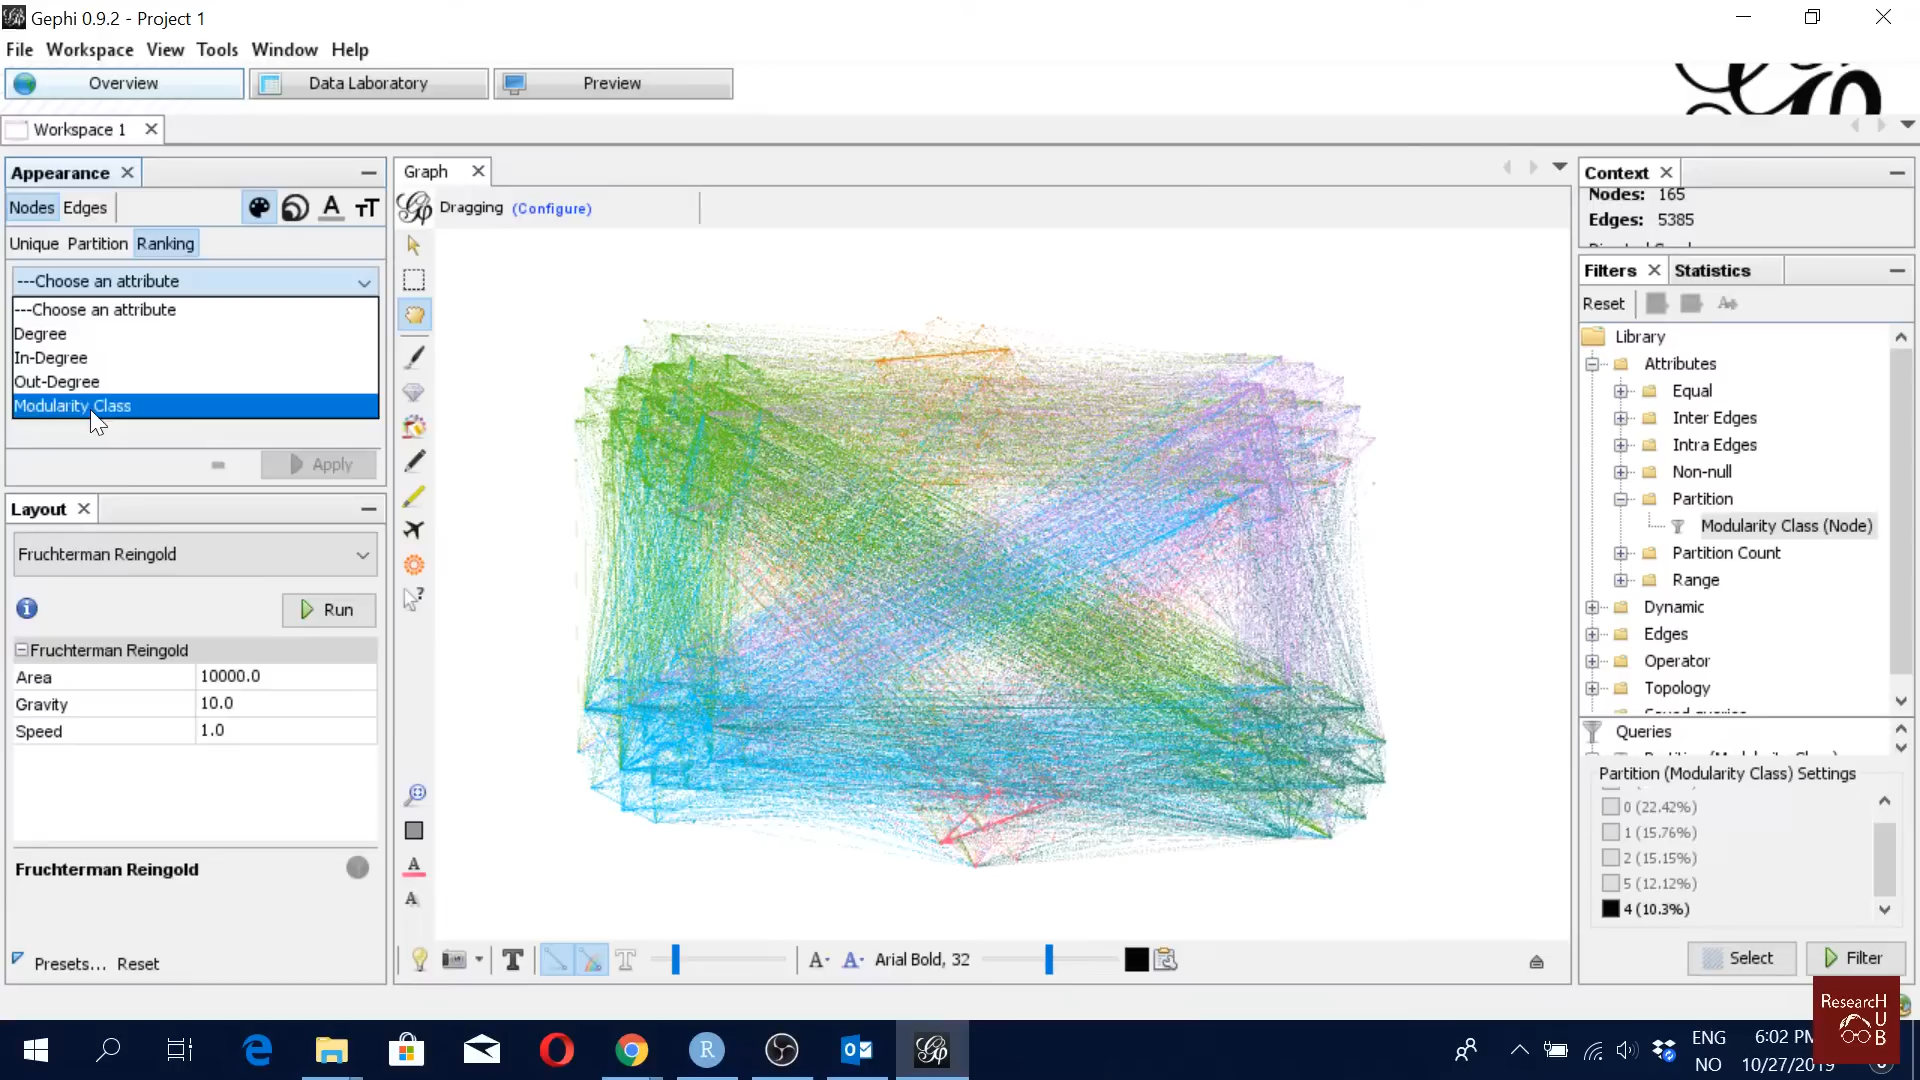 Gephi 0.9.2 - Project 1
File Workspace View Tools Window Help
Overview
Data Laboratory
Preview
Workspace 1
Appearance
Nodes Edges
A
TT
Unique Partition Ranking
---Choose an attribute
---Choose an attribute
Degree
In-Degree
Out-Degree
Modularity Class
Apply
Layout
Fruchterman Reingold
Run
Fruchterman Reingold
Area 10000.0
Gravity 10.0
Speed 1.0
Fruchterman Reingold
Presets... Reset
Graph
Dragging (Configure)
A
A
T
T
A-
A-
Arial Bold, 32
Context
Nodes: 165
Edges: 5385
Filters
Statistics
Reset
Library
Attributes
Equal
Inter Edges
Intra Edges
Non-null
Partition
Modularity Class (Node)
Partition Count
Range
Dynamic
Edges
Operator
Topology
Queries
Partition (Modularity Class) Settings
0 (22.42%)
1 (15.76%)
2 (15.15%)
5 (12.12%)
4 (10.3%)
Select
Filter
ResearcH
U
B
ENG
NO
6:02 PM
10/27/2019